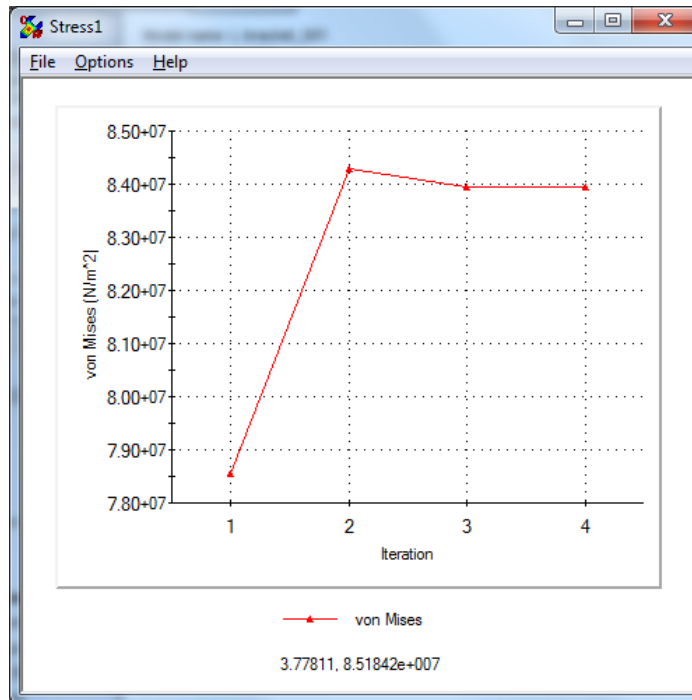 Stress1
File Options Help
8.50+07
8.40+07
8.30+07
8.20+07
8.10+07
8.00+07
7.90+07
7.80+07
von Mises (N/m^2)
1 2 3 4
Iteration
von Mises
3.77811, 8.51842e+007